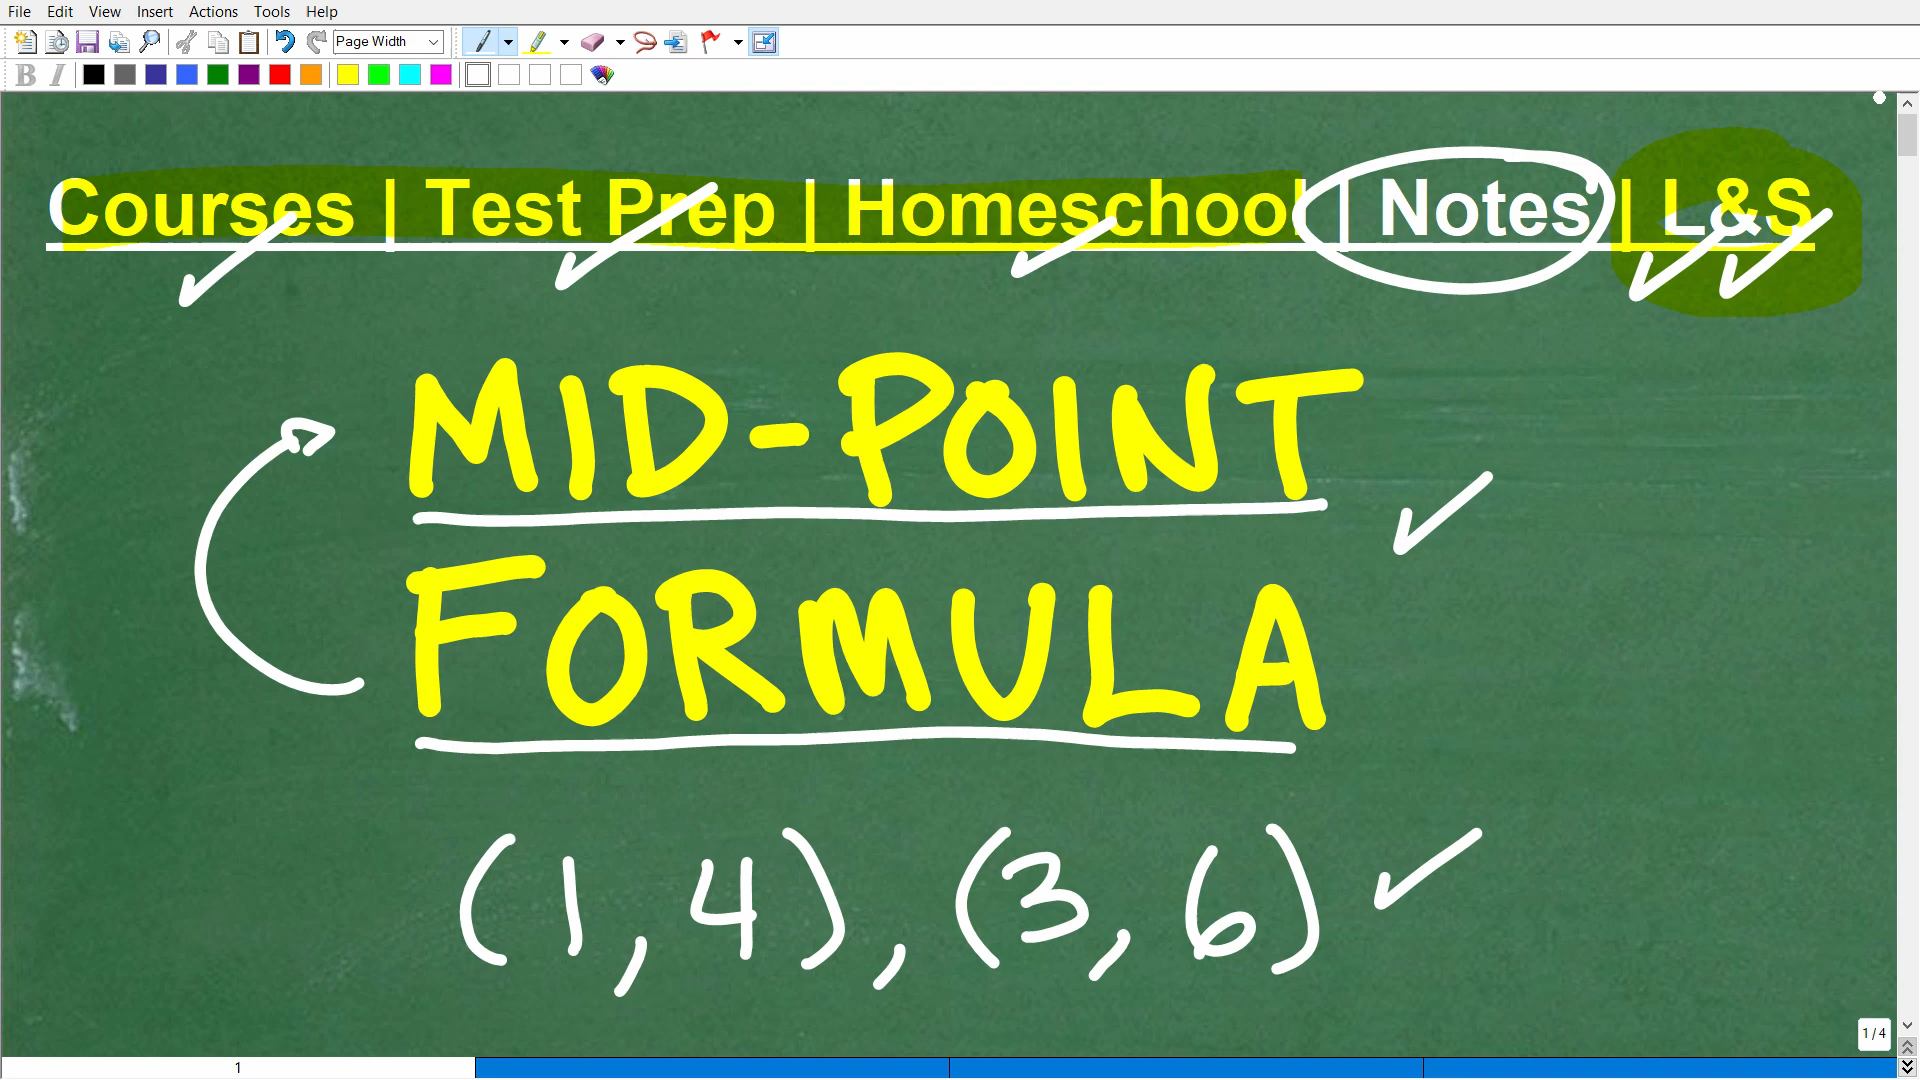 File Edit View Insert Actions Tools Help
Page Width
B I
Courses | Test Prep | Homeschool | Notes | L&S
MID-POINT
FORMULA
(1,4), (3,6)
1 / 4
1